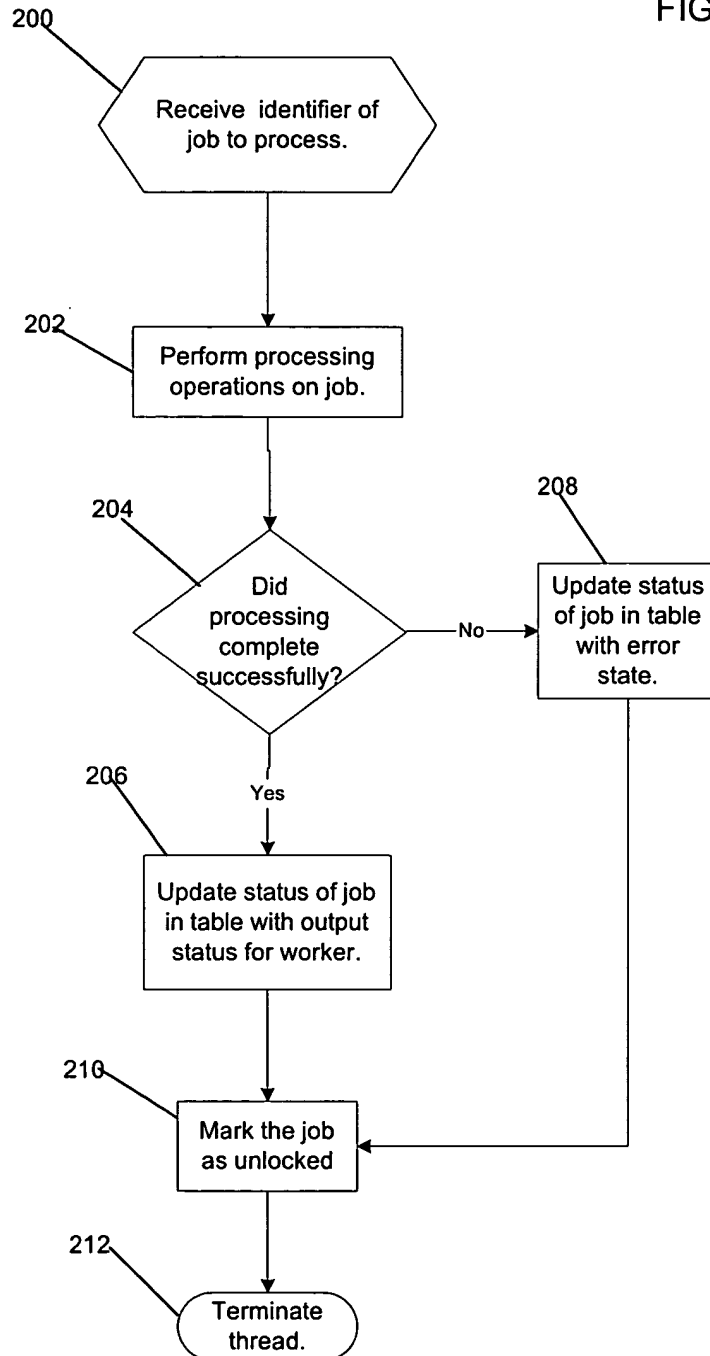 FIG
200
Receive identifier of
job to process.
202
Perform processing
operations on job.
204
Did
processing
complete
successfully?
No
208
Update status
of job in table
with error
state.
Yes
206
Update status of job
in table with output
status for worker.
210
Mark the job
as unlocked
212
Terminate
thread.